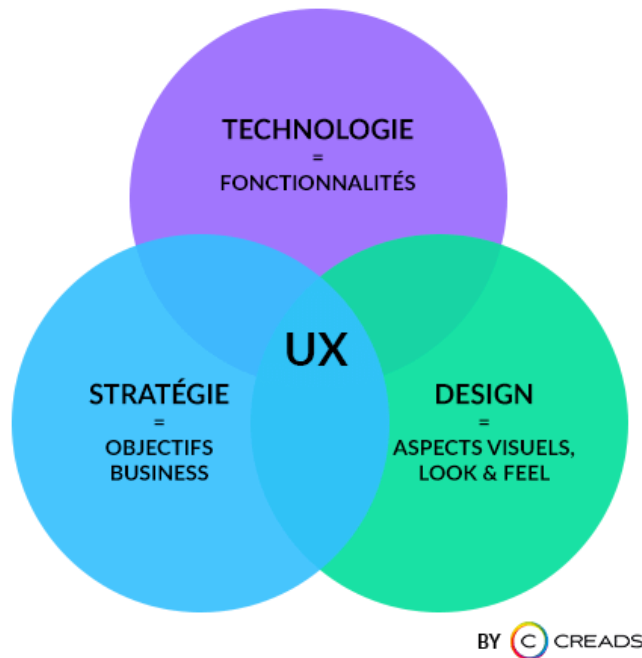 TECHNOLOGIE
=
FONCTIONNALITÉS
UX
STRATÉGIE
=
OBJECTIFS
BUSINESS
DESIGN
=
ASPECTS VISUELS,
LOOK & FEEL
BY C CREADS